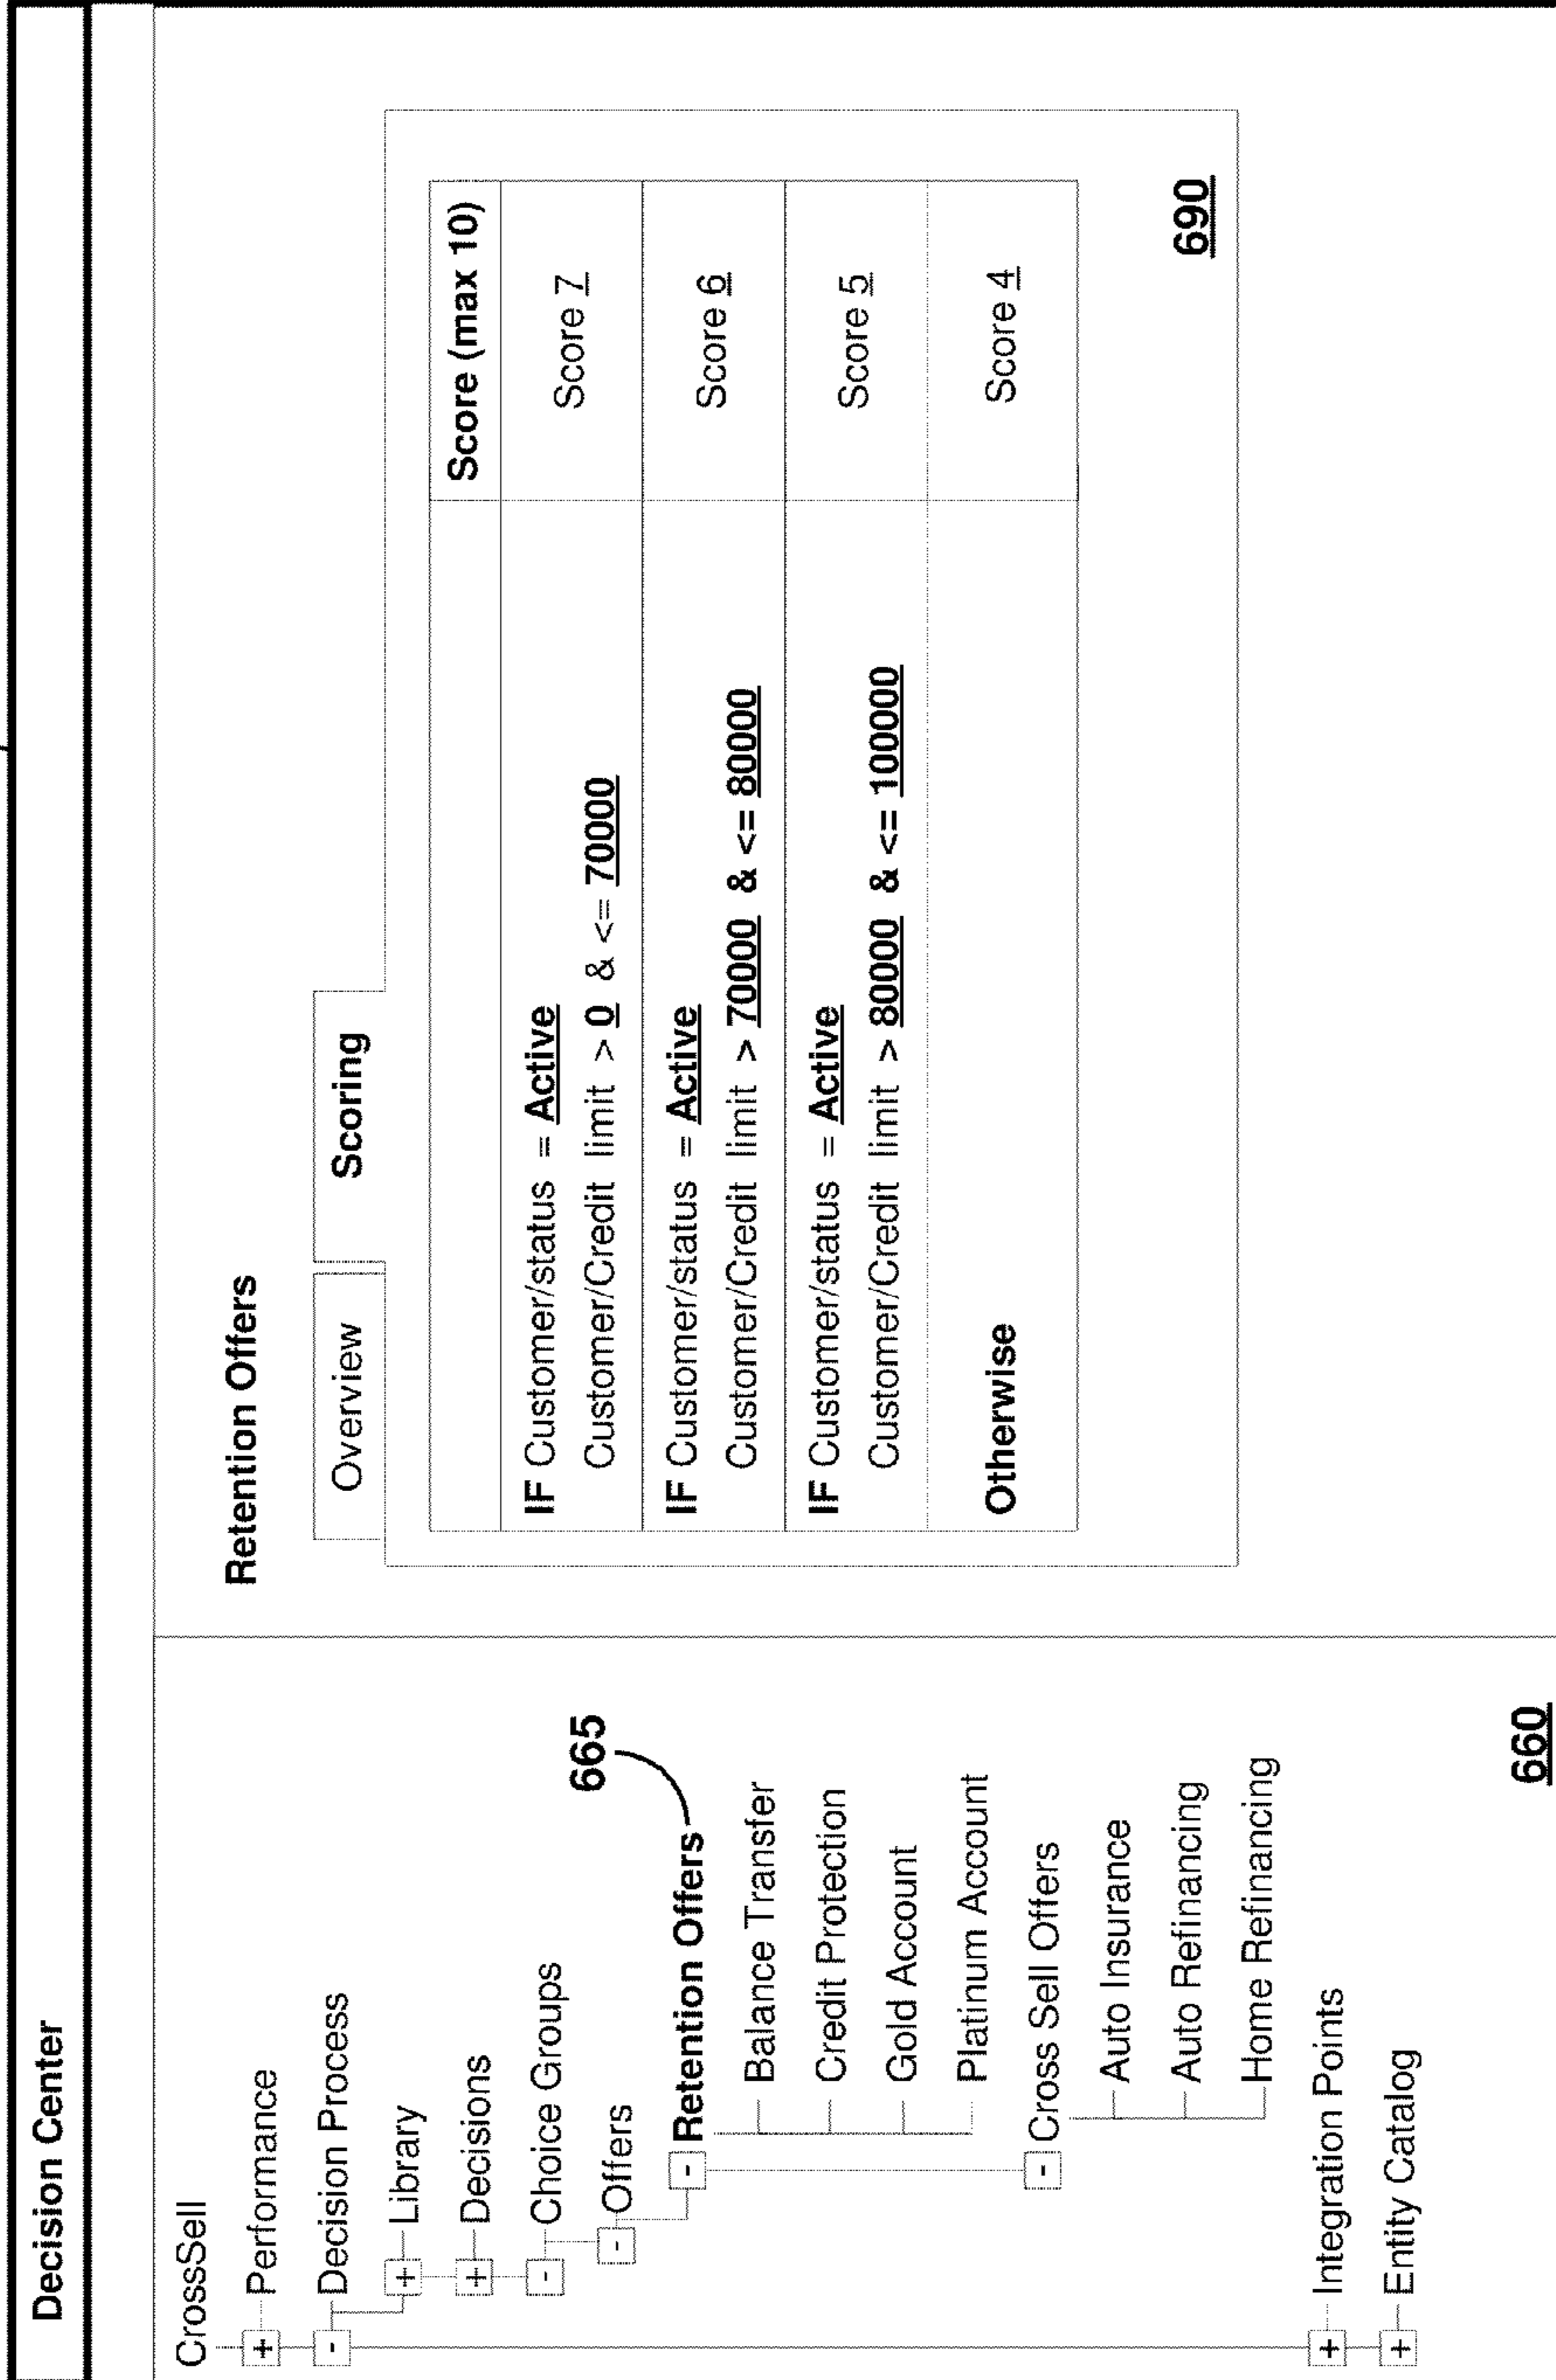 Decision Center
CrossSell
+ Performance
- Decision Process
+ Library
+ Decisions
- Choice Groups
- Offers
665
- Retention Offers
Balance Transfer
Credit Protection
Gold Account
Platinum Account
- Cross Sell Offers
Auto Insurance
Auto Refinancing
Home Refinancing
+ Integration Points
+ Entity Catalog
660
Retention Offers
Overview Scoring
Score (max 10)
IF Customer/status = Active
Customer/Credit limit > 0 & <= 70000
Score 7
IF Customer/status = Active
Customer/Credit limit > 70000 & <= 80000
Score 6
IF Customer/status = Active
Customer/Credit limit > 80000 & <= 100000
Score 5
Otherwise
Score 4
690